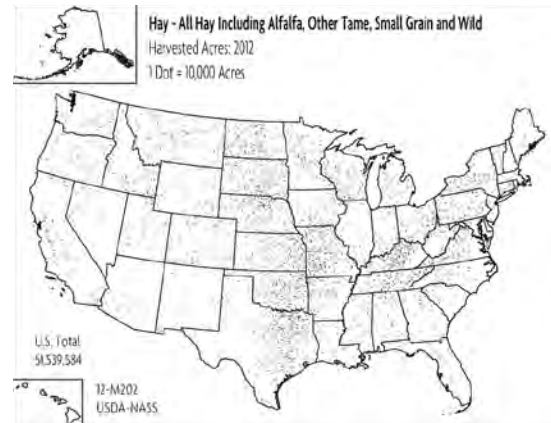 Hay - All Hay Including Alfalfa, Other Tame, Small Grain and Wild
Harvested Acres: 2012
1 Dot = 10,000 Acres
U.S. Total
51,539,584
12-M202
USDA-NASS